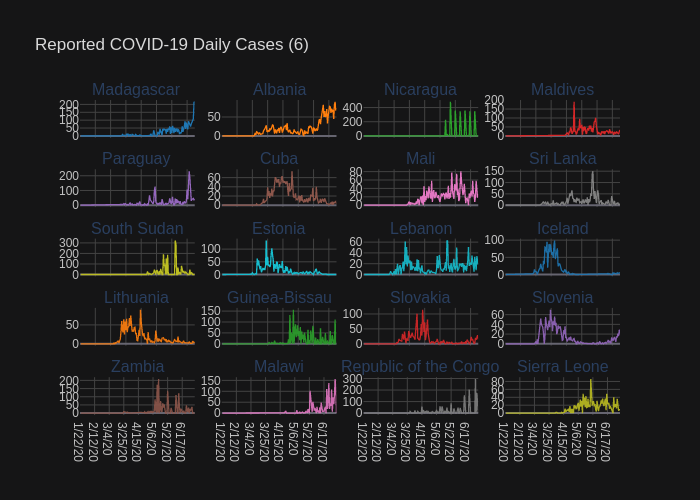 Reported COVID-19 Daily Cases (6)
Madagascar Albania Nicaragua Maldives
200 150 100 50 0
50 0
400 200 0
200 150 100 50 0
Paraguay Cuba Mali Sri Lanka
200 100 0
60 40 20 0
80 60 40 20 0
150 100 50 0
South Sudan Estonia Lebanon Iceland
300 200 100 0
100 50 0
60 40 20 0
100 50 0
Lithuania Guinea-Bissau Slovakia Slovenia
50 0
150 100 50 0
100 50 0
60 40 20 0
Zambia Malawi Republic of the Congo Sierra Leone
200 150 100 50 0
150 100 50 0
300 200 100 0
80 60 40 20 0
1/22/20 2/12/20 3/4/20 3/25/20 4/15/20 5/6/20 5/27/20 6/17/20
1/22/20 2/12/20 3/4/20 3/25/20 4/15/20 5/6/20 5/27/20 6/17/20
1/22/20 2/12/20 3/4/20 3/25/20 4/15/20 5/6/20 5/27/20 6/17/20
1/22/20 2/12/20 3/4/20 3/25/20 4/15/20 5/6/20 5/27/20 6/17/20